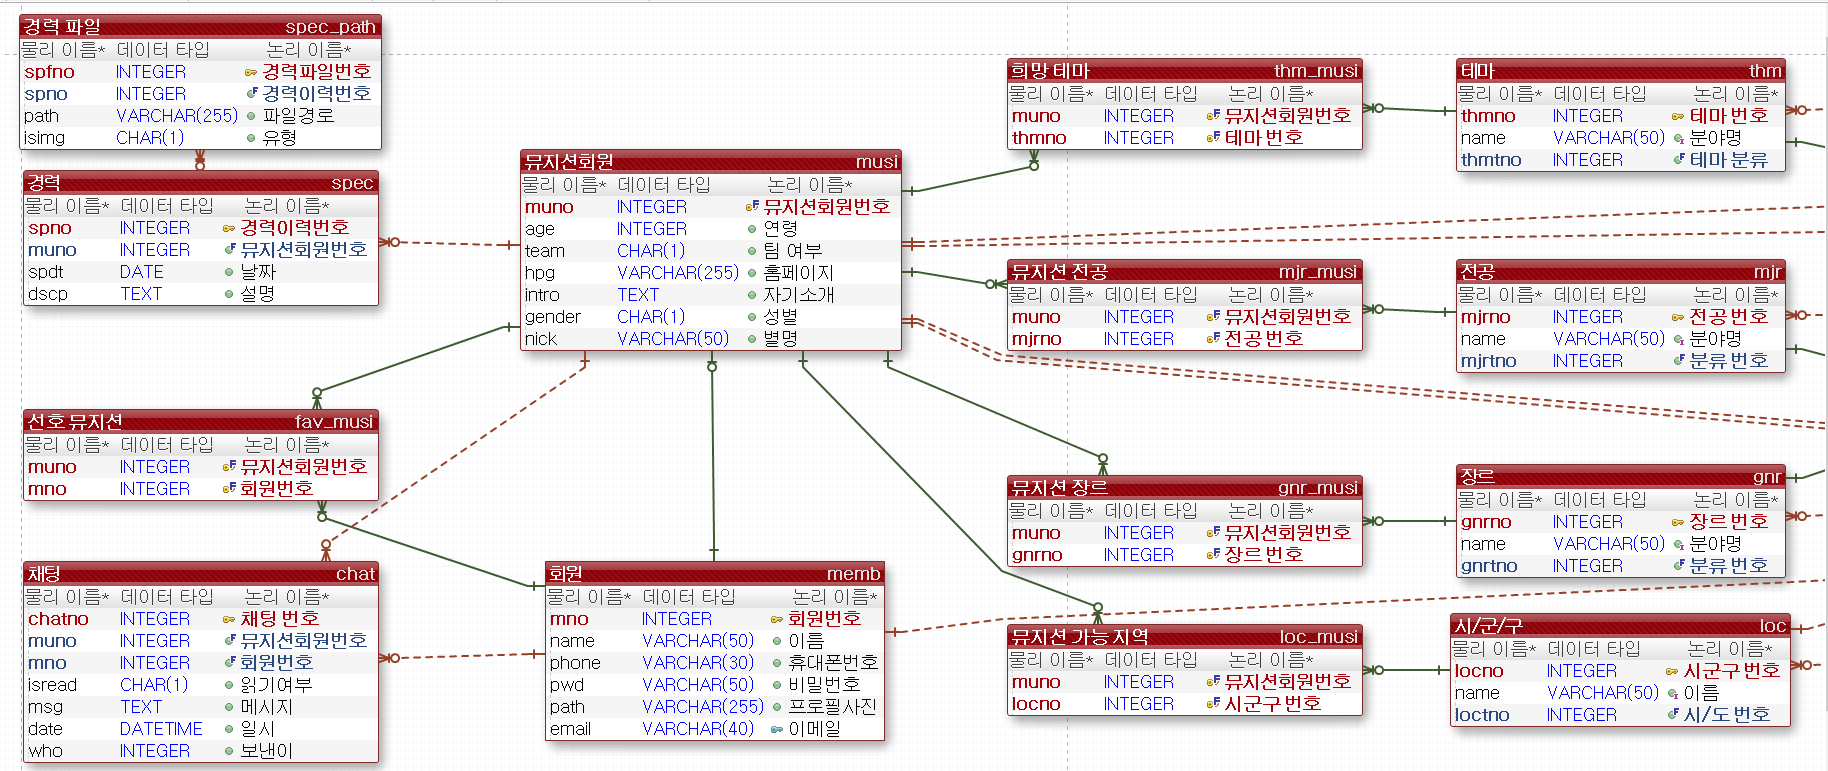 경력 파일 spec_path
물리 이름* 데이터 타입 논리 이름*
spfno INTEGER 경력파일번호
spno INTEGER 경력이력번호
path VARCHAR(255) 파일경로
isimg CHAR(1) 유형
경력 spec
물리 이름* 데이터 타입 논리 이름*
spno INTEGER 경력이력번호
muno INTEGER 뮤지션회원번호
spdt DATE 날짜
dscp TEXT 설명
선호 뮤지션 fav_musi
물리 이름* 데이터 타입 논리 이름*
muno INTEGER 뮤지션회원번호
mno INTEGER 회원번호
채팅 chat
물리 이름* 데이터 타입 논리 이름*
chatno INTEGER 채팅 번호
muno INTEGER 뮤지션회원번호
mno INTEGER 회원번호
isread CHAR(1) 읽기여부
msg TEXT 메시지
date DATETIME 일시
who INTEGER 보낸이
뮤지션회원 musi
물리 이름* 데이터 타입 논리 이름*
muno INTEGER 뮤지션회원번호
age INTEGER 연령
team CHAR(1) 팀 여부
hpg VARCHAR(255) 홈페이지
intro TEXT 자기소개
gender CHAR(1) 성별
nick VARCHAR(50) 별명
회원 memb
물리 이름* 데이터 타입 논리 이름*
mno INTEGER 회원번호
name VARCHAR(50) 이름
phone VARCHAR(30) 휴대폰번호
pwd VARCHAR(50) 비밀번호
path VARCHAR(255) 프로필사진
email VARCHAR(40) 이메일
희망 테마 thm_musi
물리 이름* 데이터 타입 논리 이름*
muno INTEGER 뮤지션회원번호
thmno INTEGER 테마 번호
뮤지션 전공 mjr_musi
물리 이름* 데이터 타입 논리 이름*
muno INTEGER 뮤지션회원번호
mjrno INTEGER 전공 번호
뮤지션 장르 gnr_musi
물리 이름* 데이터 타입 논리 이름*
muno INTEGER 뮤지션회원번호
gnrno INTEGER 장르 번호
뮤지션 가능 지역 loc_musi
물리 이름* 데이터 타입 논리 이름*
muno INTEGER 뮤지션회원번호
locno INTEGER 시군구 번호
테마 thm
물리 이름* 데이터 타입 논리 이름*
thmno INTEGER 테마 번호
name VARCHAR(50) 분야명
thmtno INTEGER 테마 분류
전공 mjr
물리 이름* 데이터 타입 논리 이름*
mjrno INTEGER 전공 번호
name VARCHAR(50) 분야명
mjrtno INTEGER 분류 번호
장르 gnr
물리 이름* 데이터 타입 논리 이름*
gnrno INTEGER 장르 번호
name VARCHAR(50) 분야명
gnrtno INTEGER 분류 번호
시/군/구 loc
물리 이름* 데이터 타입 논리 이름*
locno INTEGER 시군구 번호
name VARCHAR(50) 이름
loctno INTEGER 시/도 번호